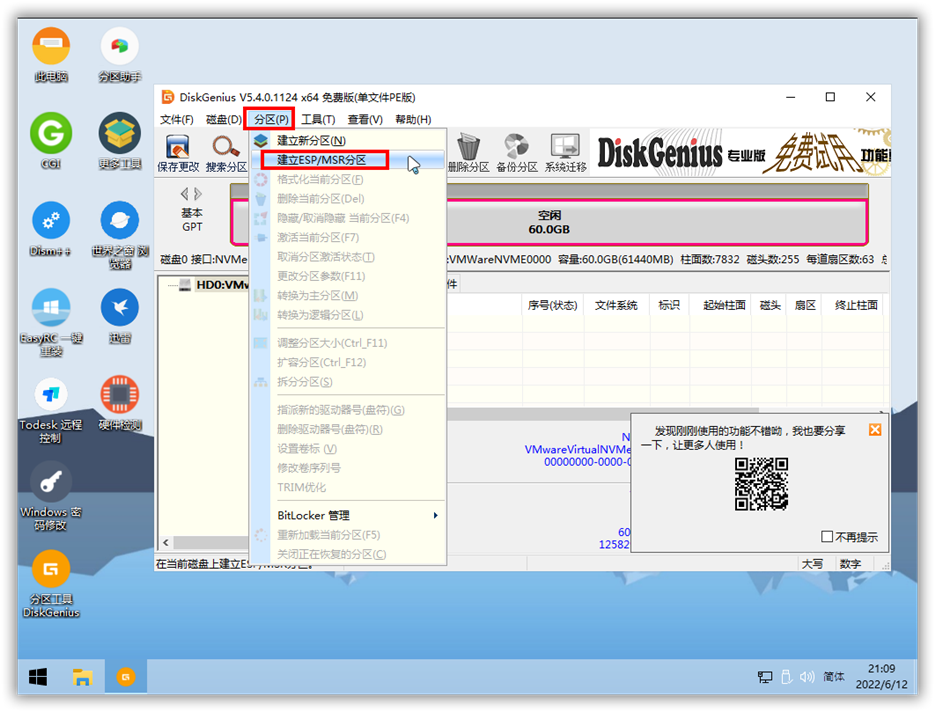 此电脑
分区助手
CGI
更多工具
Dism++
世界之窗 浏
览器
EasyRC 一键
重装
迅雷
Todesk 远程
控制
硬件检测
Windows 密
码修改
分区工具
DiskGenius
DiskGenius V5.4.0.1124 x64 免费版(单文件PE版)
文件(F) 磁盘(D) 分区(P) 工具(T) 查看(V) 帮助(H)
保存更改 搜索分区
删除分区 备份分区 系统迁移
DiskGenius 专业版 免费试用 功能
建立新分区(N)
建立ESP/MSR分区
格式化当前分区(F)
删除当前分区(Del)
隐藏/取消隐藏 当前分区(F4)
激活当前分区(F7)
取消分区激活状态(T)
更改分区参数(F11)
转换为主分区(M)
转换为逻辑分区(L)
调整分区大小(Ctrl_F11)
扩容分区(Ctrl_F12)
拆分分区(S)
指派新的驱动器号(盘符)(G)
删除驱动器号(盘符)(R)
设置卷标 (V)
修改卷序列号
TRIM优化
BitLocker 管理
重新加载当前分区(F5)
关闭正在恢复的分区(C)
基本
GPT
空闲
60.0GB
磁盘0 接口:NVMe
:VMWareNVME0000 容量:60.0GB(61440MB) 柱面数:7832 磁头数:255 每道扇区数:63
HD0:VMw
件
序号(状态) 文件系统 标识 起始柱面 磁头 扇区 终止柱面
VMwareVirtualNVMe
00000000-0000-0
60
12582
发现刚刚使用的功能不错呦，我也要分享
一下，让更多人使用！
不再提示
在当前磁盘上建立ESP/MSR分区。
大写 数字
简体
21:09
2022/6/12